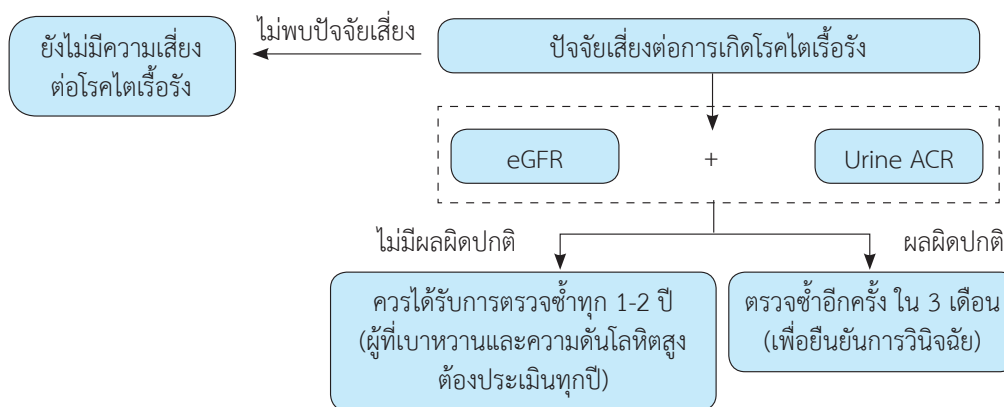 ไม่พบปัจจัยเสี่ยง
ยังไม่มีความเสี่ยง
ต่อโรคไตเรื้อรัง
ปัจจัยเสี่ยงต่อการเกิดโรคไตเรื้อรัง
eGFR
+
Urine ACR
ไม่มีผลผิดปกติ
ผลผิดปกติ
ควรได้รับการตรวจซ้ำทุก 1-2 ปี
(ผู้ที่เบาหวานและความดันโลหิตสูง
ต้องประเมินทุกปี)
ตรวจซ้ำอีกครั้ง ใน 3 เดือน
(เพื่อยืนยันการวินิจฉัย)